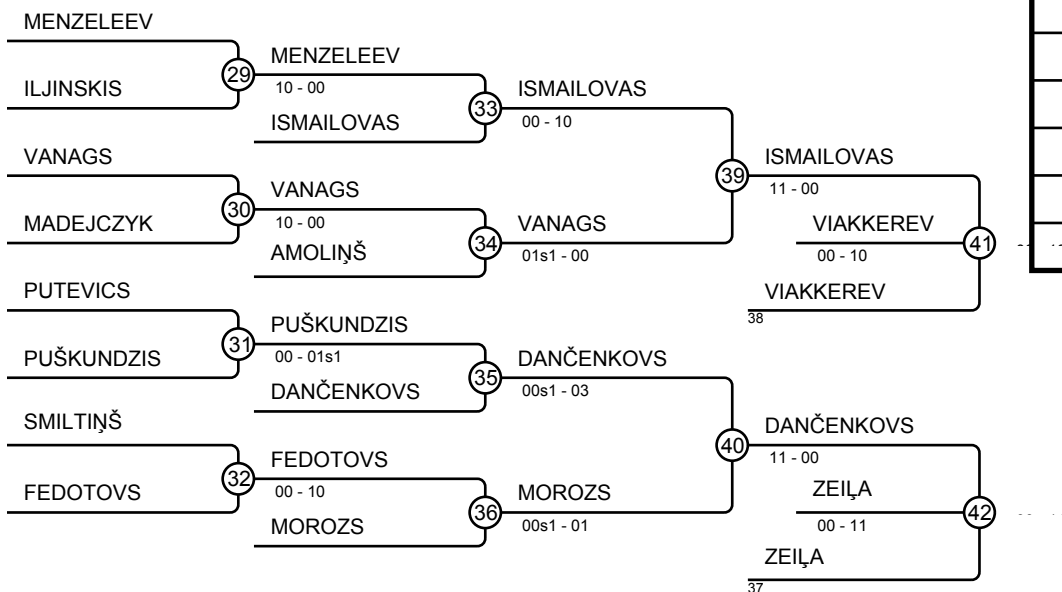 MENZELEEV
29
MENZELEEV
10 - 00
ILJINSKIS
33
ISMAILOVAS
00 - 10
ISMAILOVAS
VANAGS
39
ISMAILOVAS
11 - 00
30
VANAGS
10 - 00
MADEJCZYK
34
VANAGS
01s1 - 00
AMOLIŅŠ
VIAKKEREV
00 - 10
41
VIAKKEREV
38
PUTEVICS
31
PUŠKUNDZIS
00 - 01s1
PUŠKUNDZIS
35
DANČENKOVS
00s1 - 03
DANČENKOVS
SMILTIŅŠ
40
DANČENKOVS
11 - 00
32
FEDOTOVS
00 - 10
FEDOTOVS
36
MOROZS
00s1 - 01
MOROZS
ZEIĻA
00 - 11
42
ZEIĻA
37